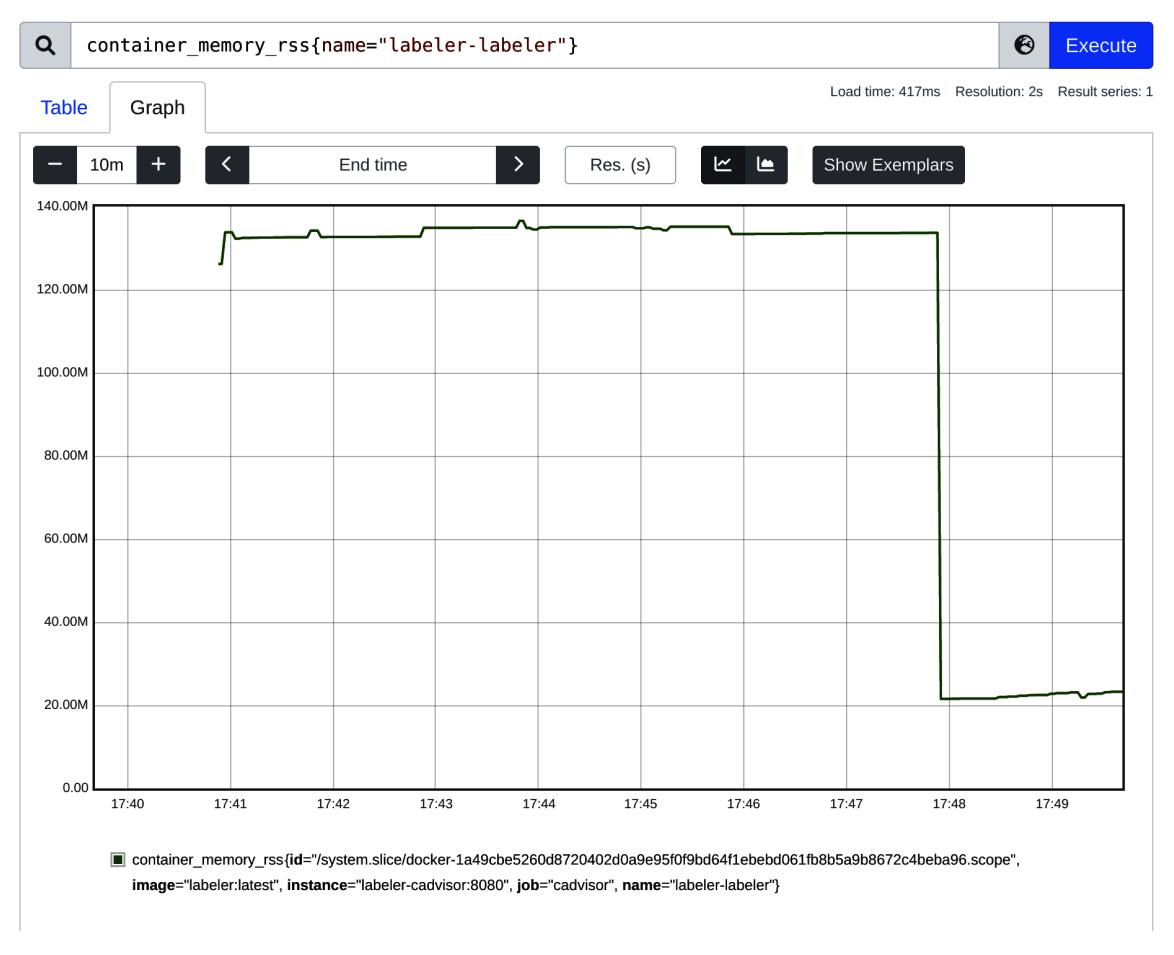 container_memory_rss{name="labeler-labeler"}
Execute
Load time: 417ms Resolution: 2s Result series: 1
Table Graph
10m End time Res. (s) Show Exemplars
140.00M
120.00M
100.00M
80.00M
60.00M
40.00M
20.00M
0.00
17:40 17:41 17:42 17:43 17:44 17:45 17:46 17:47 17:48 17:49
container_memory_rss{id="/system.slice/docker-1a49cbe5260d8720402d0a9e95f0f9bd64f1ebebd061fb8b5a9b8672c4beba96.scope",
image="labeler:latest", instance="labeler-cadvisor:8080", job="cadvisor", name="labeler-labeler"}